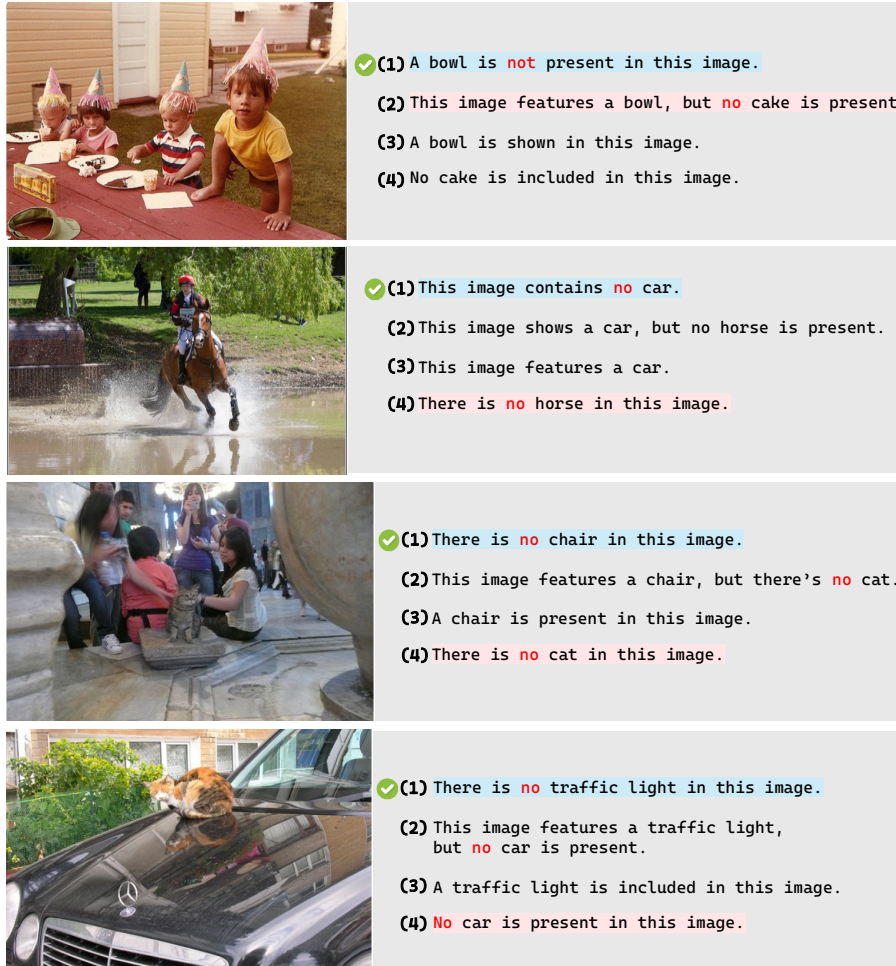 (1) A bowl is not present in this image.
(2) This image features a bowl, but no cake is present
(3) A bowl is shown in this image.
(4) No cake is included in this image.
(1) This image contains no car.
(2) This image shows a car, but no horse is present.
(3) This image features a car.
(4) There is no horse in this image.
(1) There is no chair in this image.
(2) This image features a chair, but there's no cat.
(3) A chair is present in this image.
(4) There is no cat in this image.
(1) There is no traffic light in this image.
(2) This image features a traffic light,
but no car is present.
(3) A traffic light is included in this image.
(4) No car is present in this image.